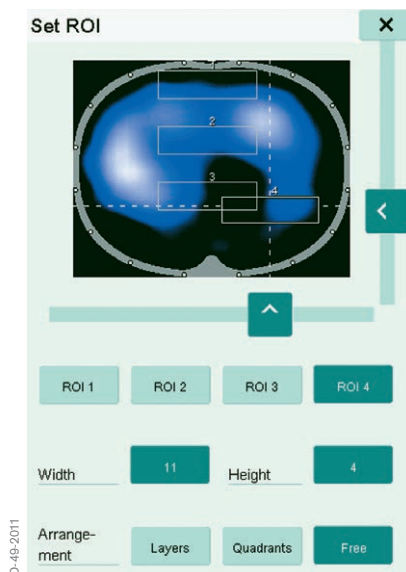 Set ROI
×
1
2
3
4
ROI 1
ROI 2
ROI 3
ROI 4
Width
11
Height
4
Arrange-
ment
Layers
Quadrants
Free